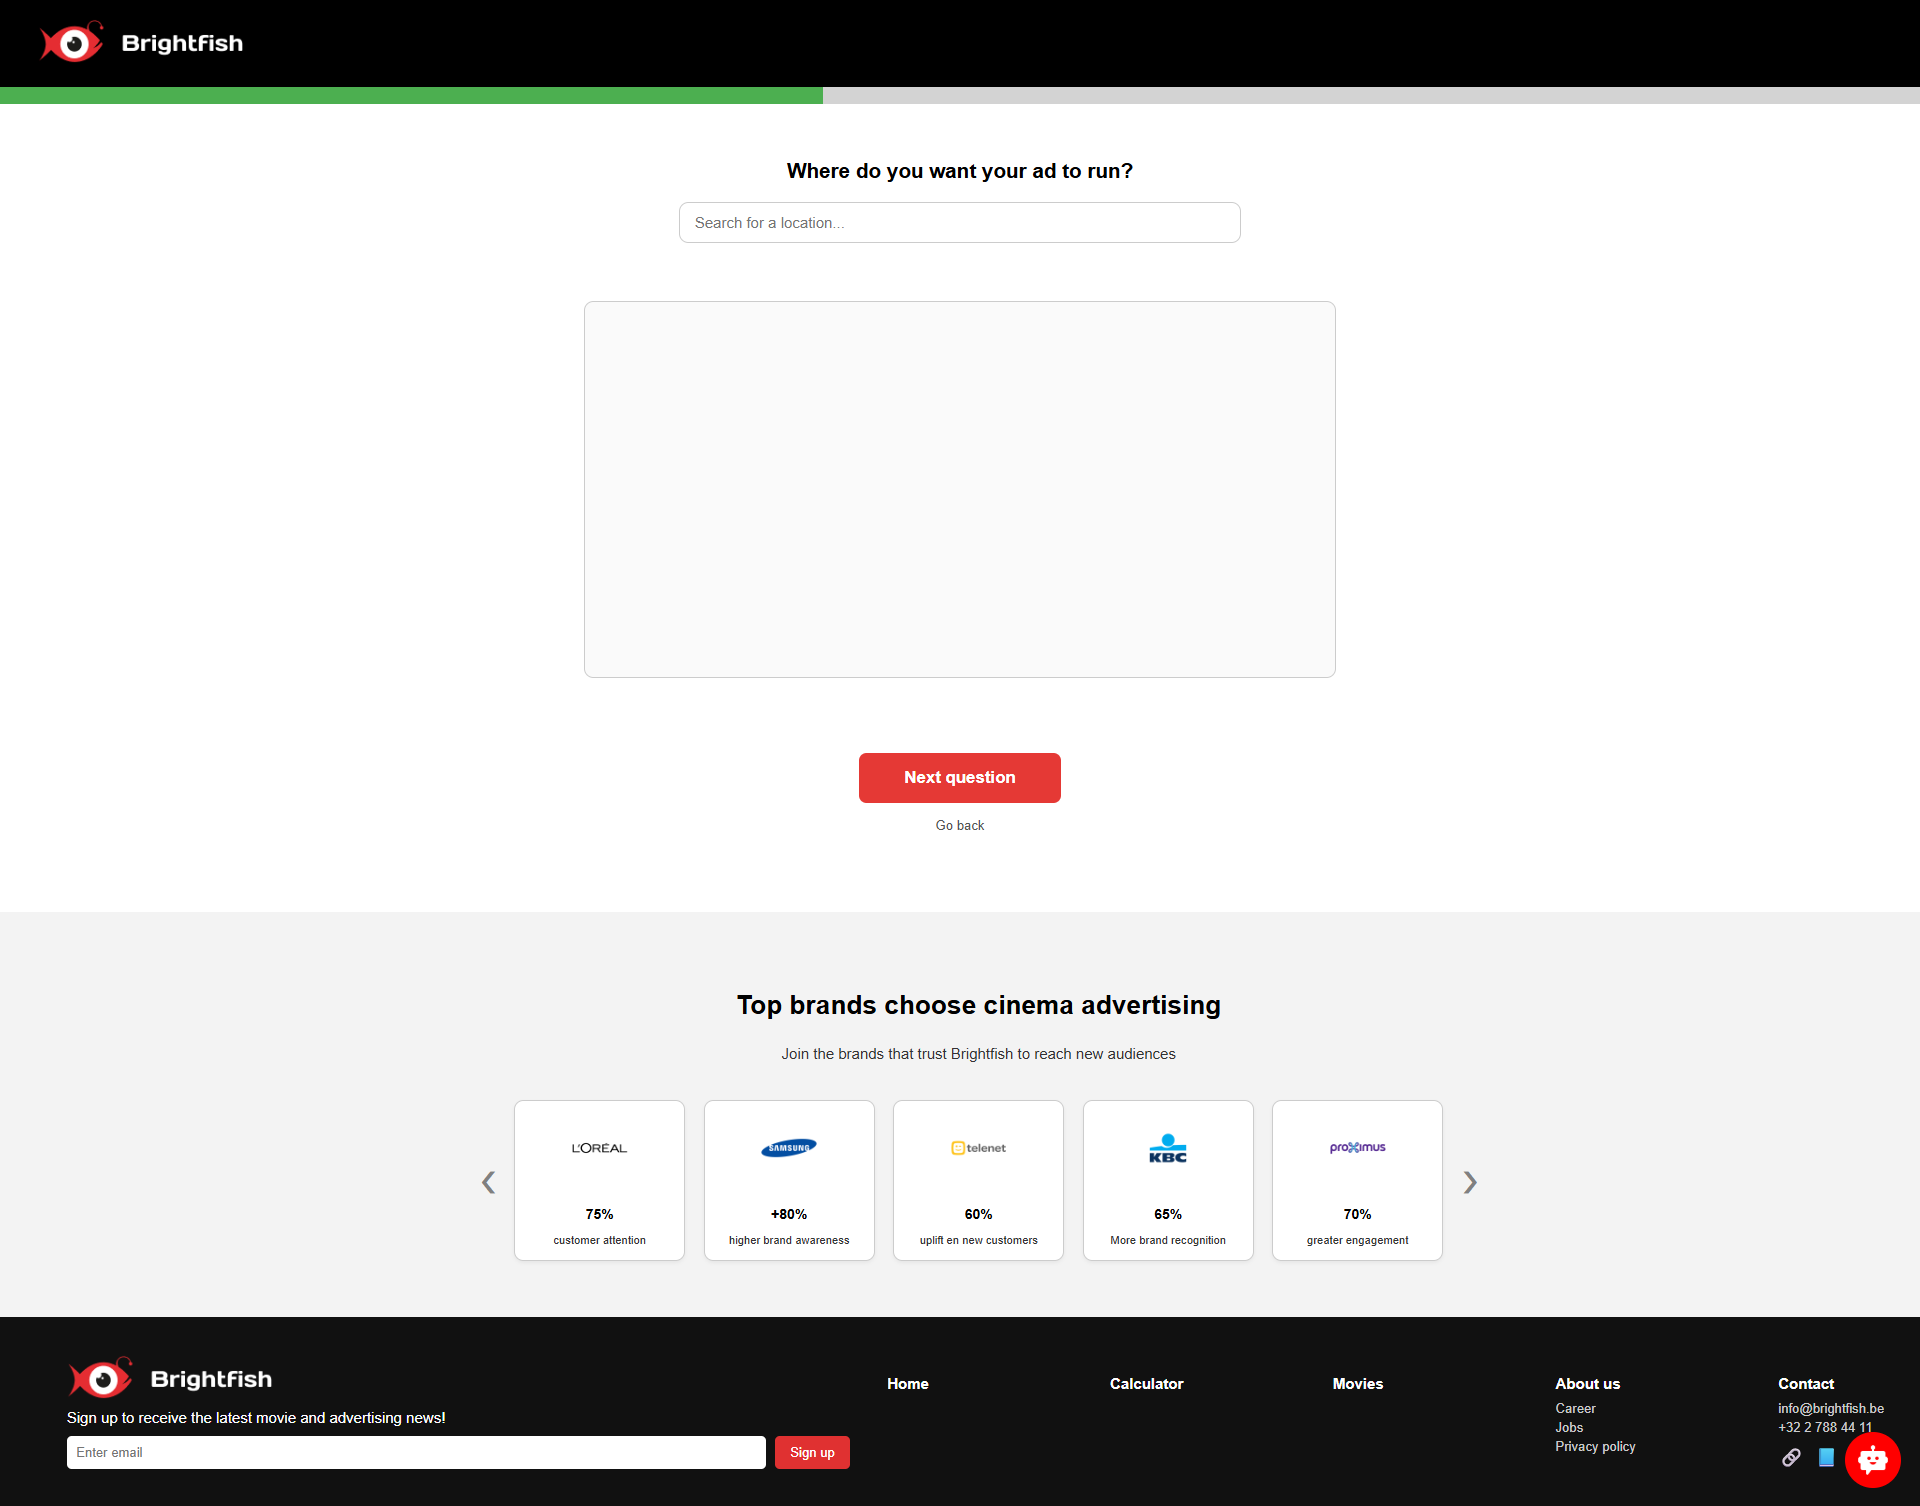 Brightfish
Where do you want your ad to run?
Search for a location...
Next question
Go back
Top brands choose cinema advertising
Join the brands that trust Brightfish to reach new audiences
L'ORÉAL
75%
customer attention
SAMSUNG
+80%
higher brand awareness
telenet
60%
uplift en new customers
KBC
65%
More brand recognition
proximus
70%
greater engagement
Brightfish
Sign up to receive the latest movie and advertising news!
Enter email
Sign up
Home
Calculator
Movies
About us
Career
Jobs
Privacy policy
Contact
info@brightfish.be
+32 2 788 44 11